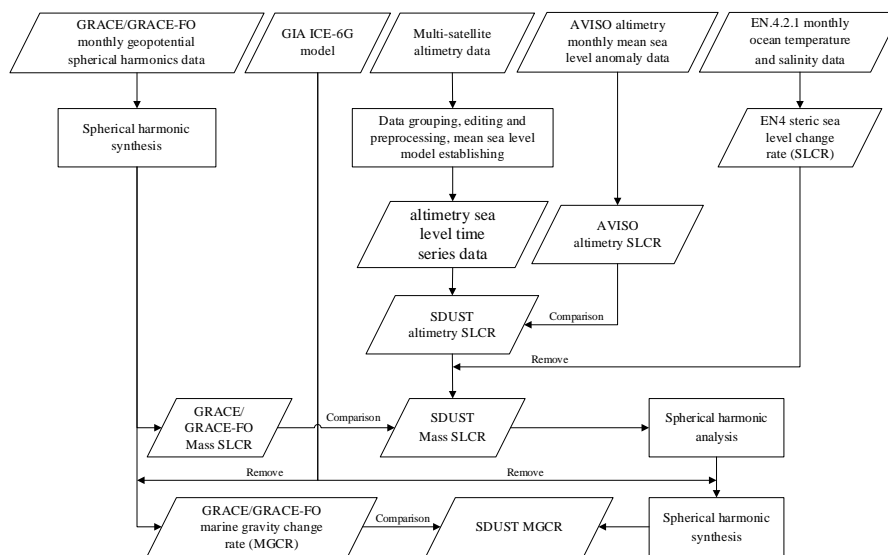 GRACE/GRACE-FO
monthly geopotential
spherical harmonics data
GIA ICE-6G
model
Multi-satellite
altimetry data
AVISO altimetry
monthly mean sea
level anomaly data
EN.4.2.1 monthly
ocean temperature
and salinity data
Spherical harmonic
synthesis
Data grouping, editing and
preprocessing, mean sea level
model establishing
EN4 steric sea
level change
rate (SLCR)
altimetry sea
level time
series data
AVISO
altimetry SLCR
SDUST
altimetry SLCR
Comparison
Remove
GRACE/
GRACE-FO
Mass SLCR
Comparison
SDUST
Mass SLCR
Spherical harmonic
analysis
Remove
Remove
GRACE/GRACE-FO
marine gravity change
rate (MGCR)
Comparison
SDUST MGCR
Spherical harmonic
synthesis